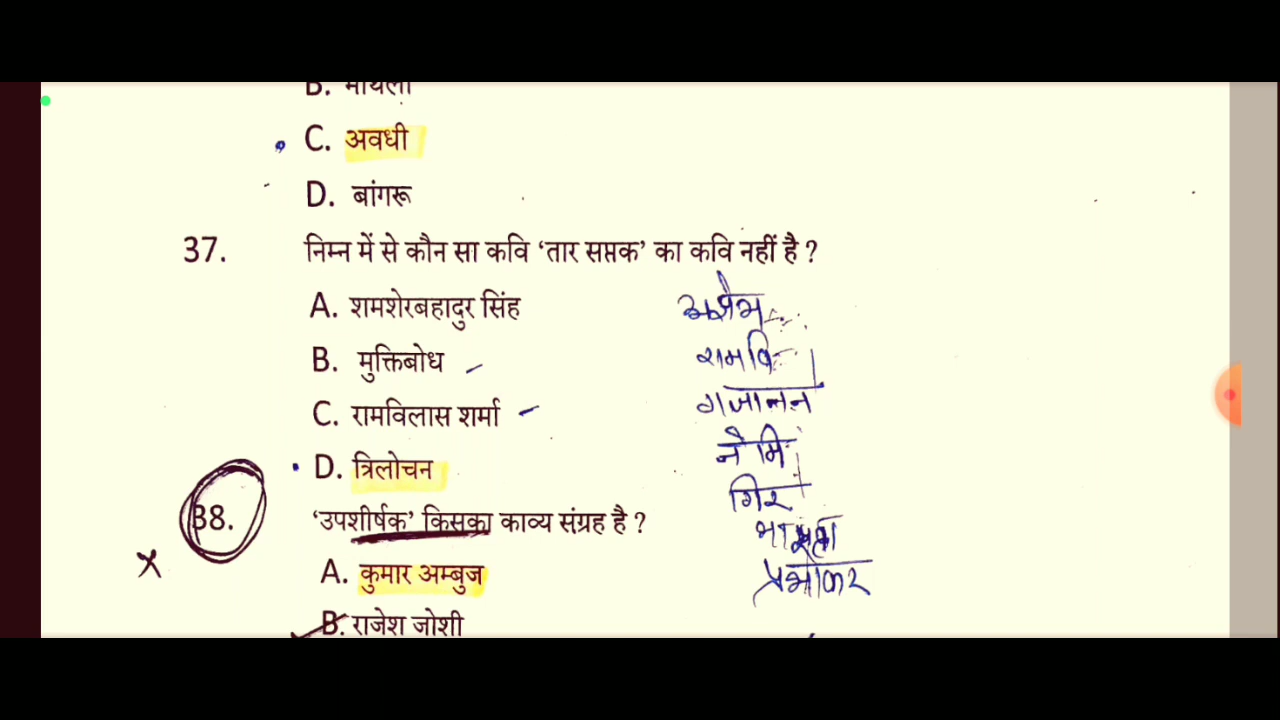 B. मैथिली
C. अवधी
D. बांगरू
37. निम्न में से कौन सा कवि ‘तार सप्तक’ का कवि नहीं है ?
A. शमशेरबहादुर सिंह
अज्ञेय
B. मुक्तिबोध
रामवि
C. रामविलास शर्मा
गजानन
नेमि
D. त्रिलोचन
गिर
38. ‘उपशीर्षक’ किसका काव्य संग्रह है ?
A. कुमार अम्बुज
प्रभाकर
B. राजेश जोशी